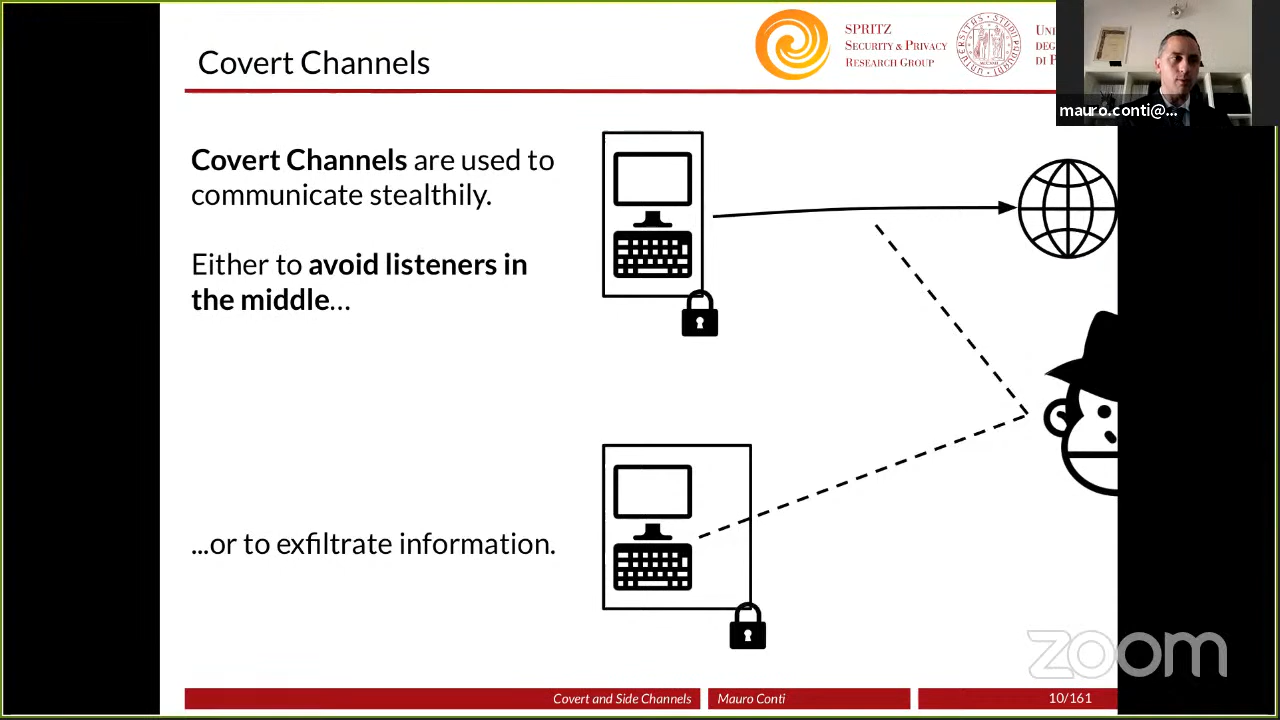 Covert Channels
SPRITZ
SECURITY & PRIVACY
RESEARCH GROUP
mauro.conti@...
Covert Channels are used to
communicate stealthily.
Either to avoid listeners in
the middle...
...or to exfiltrate information.
zoom
Covert and Side Channels
Mauro Conti
10/161